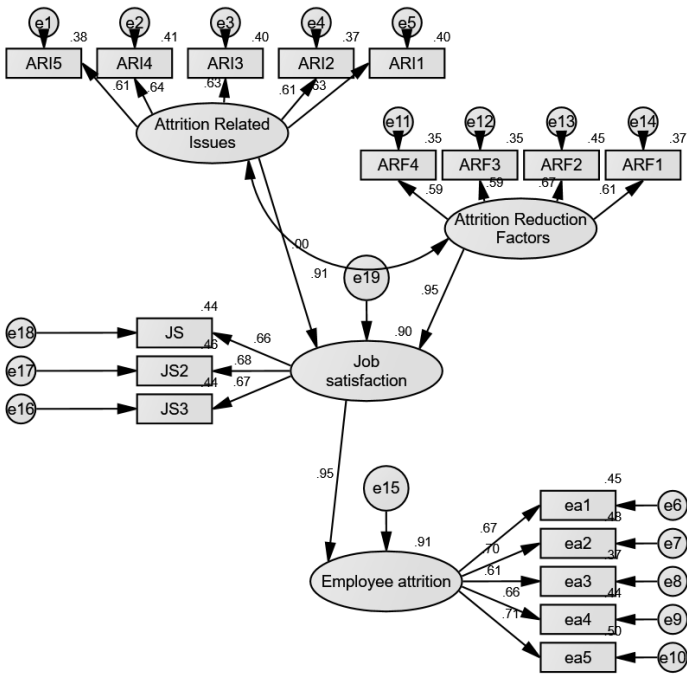 e1 e2 e3 e4 e5
.38 .41 .40 .37 .40
ARI5 ARI4 ARI3 ARI2 ARI1
.61 .64 .63 .61 .63
Attrition Related
Issues
e11 e12 e13 e14
.35 .35 .45 .37
ARF4 ARF3 ARF2 ARF1
.59 .59 .67 .61
Attrition Reduction
Factors
.00
.91
e19
.95
.44
.90
e18 JS .66
.46
Job
satisfaction
e17 JS2 .68
.44 .67
e16 JS3
.95
e15
.45
ea1 e6
.67 .48
.91
ea2 e7
.70 .37
Employee attrition
.61 ea3 e8
.66 .44
ea4 e9
.71 .50
ea5 e10